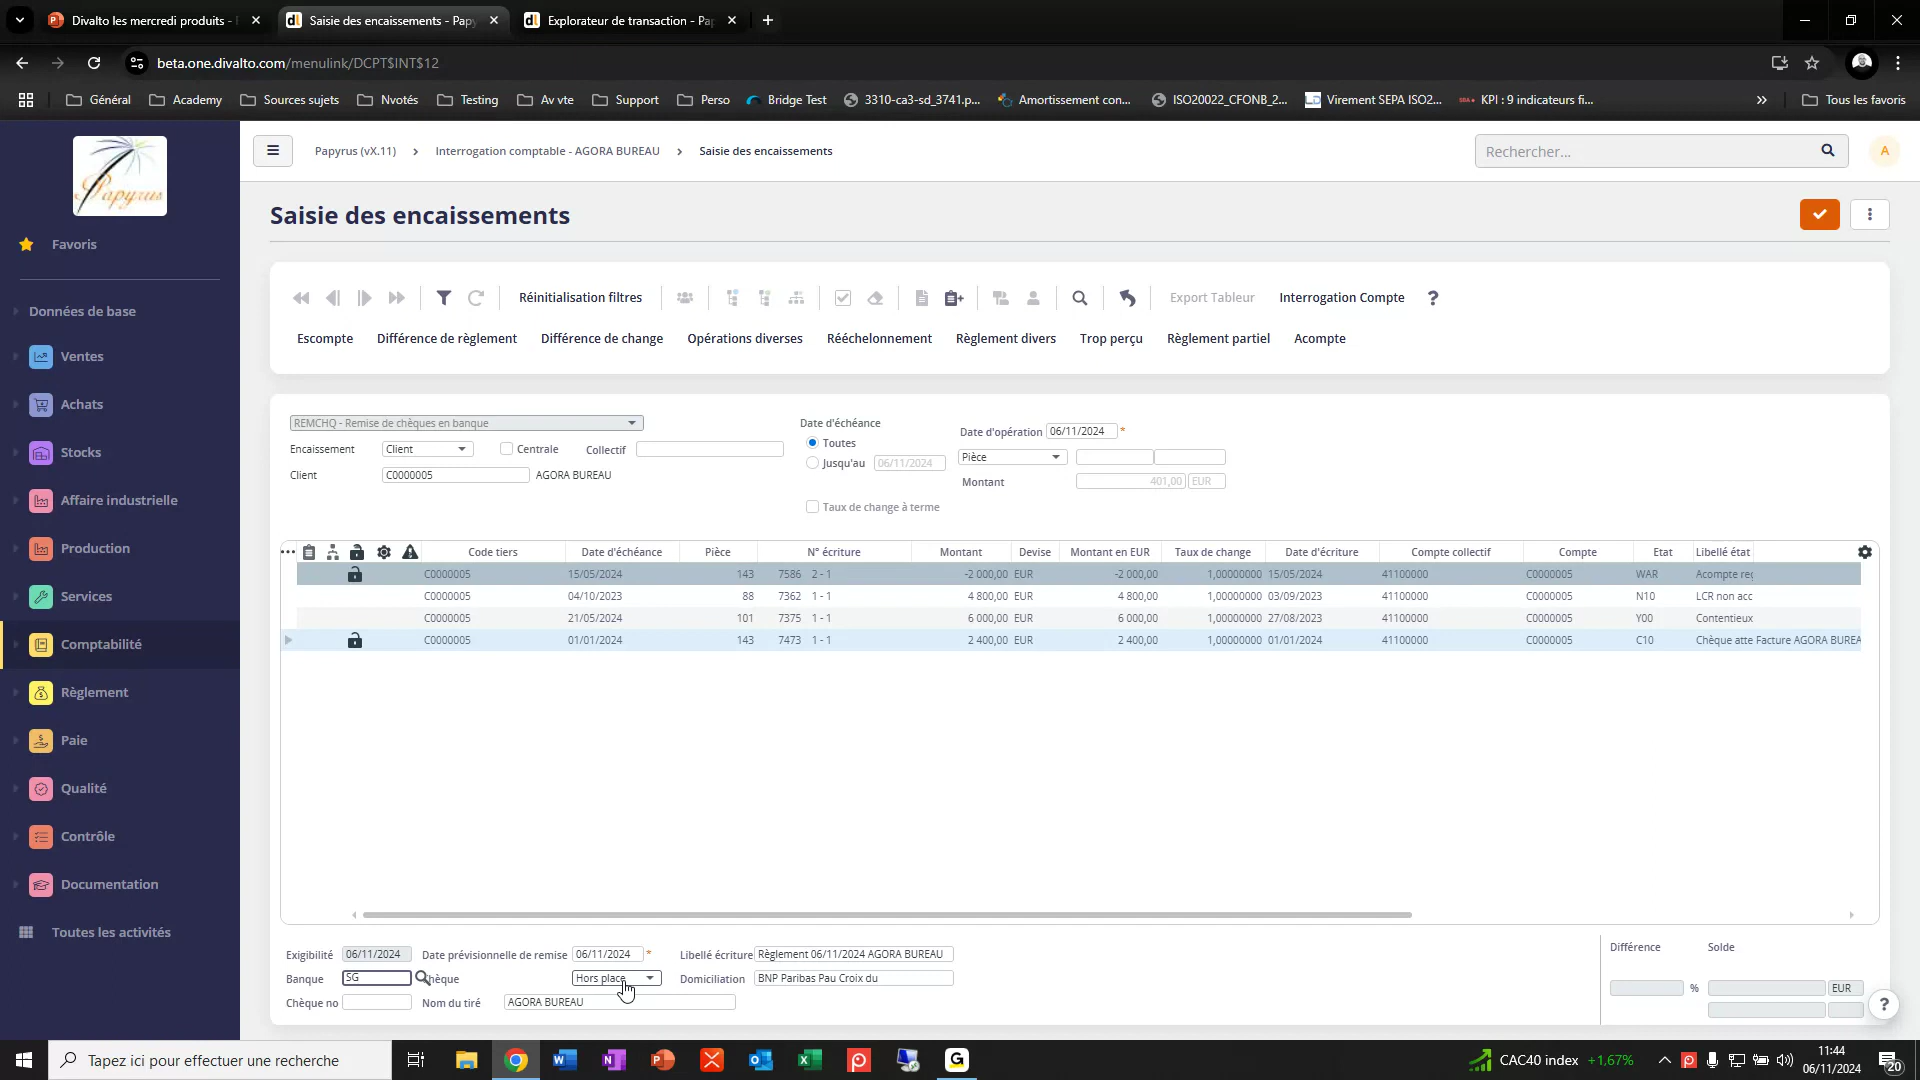 Divalto les mercredi produits -
Saisie des encaissements - Pap
Explorateur de transaction - Pap
beta.one.divalto.com/menulink/DCPT$INT$12
Général
Academy
Sources sujets
Nvotés
Testing
Av vte
Support
Perso
Bridge Test
3310-ca3-sd_3741.p...
Amortissement con...
ISO20022_CFONB_2...
Virement SEPA ISO2...
KPI : 9 indicateurs fi...
Tous les favoris
Papyrus
Favoris
Données de base
Ventes
Achats
Stocks
Affaire industrielle
Production
Services
Comptabilité
Règlement
Paie
Qualité
Contrôle
Documentation
Toutes les activités
Papyrus (vX.11) > Interrogation comptable - AGORA BUREAU > Saisie des encaissements
Rechercher...
A
Saisie des encaissements
Réinitialisation filtres
Export Tableur
Interrogation Compte
?
Escompte
Différence de règlement
Différence de change
Opérations diverses
Rééchelonnement
Règlement divers
Trop perçu
Règlement partiel
Acompte
REMCHQ - Remise de chèques en banque
Encaissement Client Centrale Collectif
Client C0000005 AGORA BUREAU
Date d'échéance
Toutes
Jusqu'au 06/11/2024
Taux de change à terme
Date d'opération 06/11/2024 *
Pièce
Montant 401,00 EUR
Code tiers Date d'échéance Pièce N° écriture Montant Devise Montant en EUR Taux de change Date d'écriture Compte collectif Compte Etat Libellé état
C0000005 15/05/2024 143 7586 2 - 1 -2 000,00 EUR -2 000,00 1,00000000 15/05/2024 41100000 C0000005 WAR Acompte reç
C0000005 04/10/2023 88 7362 1 - 1 4 800,00 EUR 4 800,00 1,00000000 03/09/2023 41100000 C0000005 N10 LCR non acc
C0000005 21/05/2024 101 7375 1 - 1 6 000,00 EUR 6 000,00 1,00000000 27/08/2023 41100000 C0000005 Y00 Contentieux
C0000005 01/01/2024 143 7473 1 - 1 2 400,00 EUR 2 400,00 1,00000000 01/01/2024 41100000 C0000005 C10 Chèque atte Facture AGORA BUREA
Exigibilité 06/11/2024 Date prévisionnelle de remise 06/11/2024 * Libellé écriture Règlement 06/11/2024 AGORA BUREAU
Banque SG Chèque Hors place Domiciliation BNP Paribas Pau Croix du
Chèque no Nom du tiré AGORA BUREAU
Différence Solde
% EUR
?
Tapez ici pour effectuer une recherche
CAC40 index +1,67%
11:44
06/11/2024
20